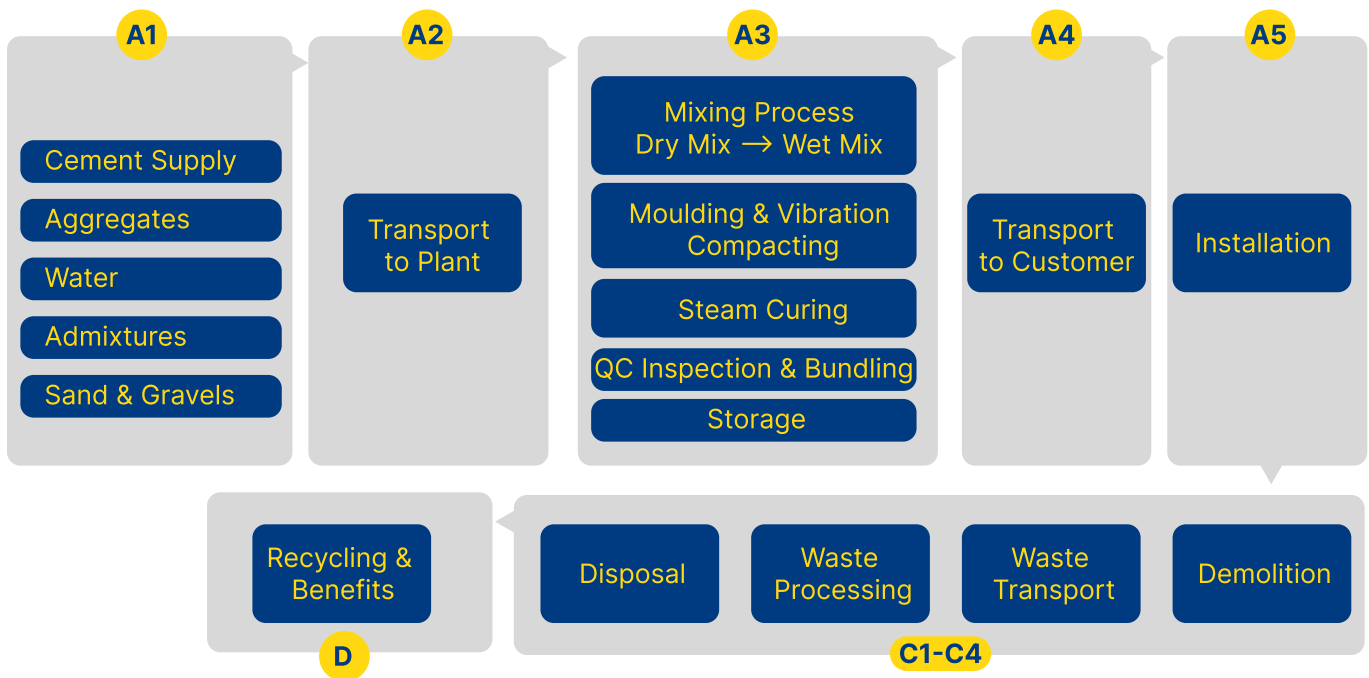 A1
Cement Supply
Aggregates
Water
Admixtures
Sand & Gravels
A2
Transport
to Plant
A3
Mixing Process
Dry Mix → Wet Mix
Moulding & Vibration
Compacting
Steam Curing
QC Inspection & Bundling
Storage
A4
Transport
to Customer
A5
Installation
Demolition
Waste
Transport
Waste
Processing
Disposal
C1-C4
Recycling &
Benefits
D